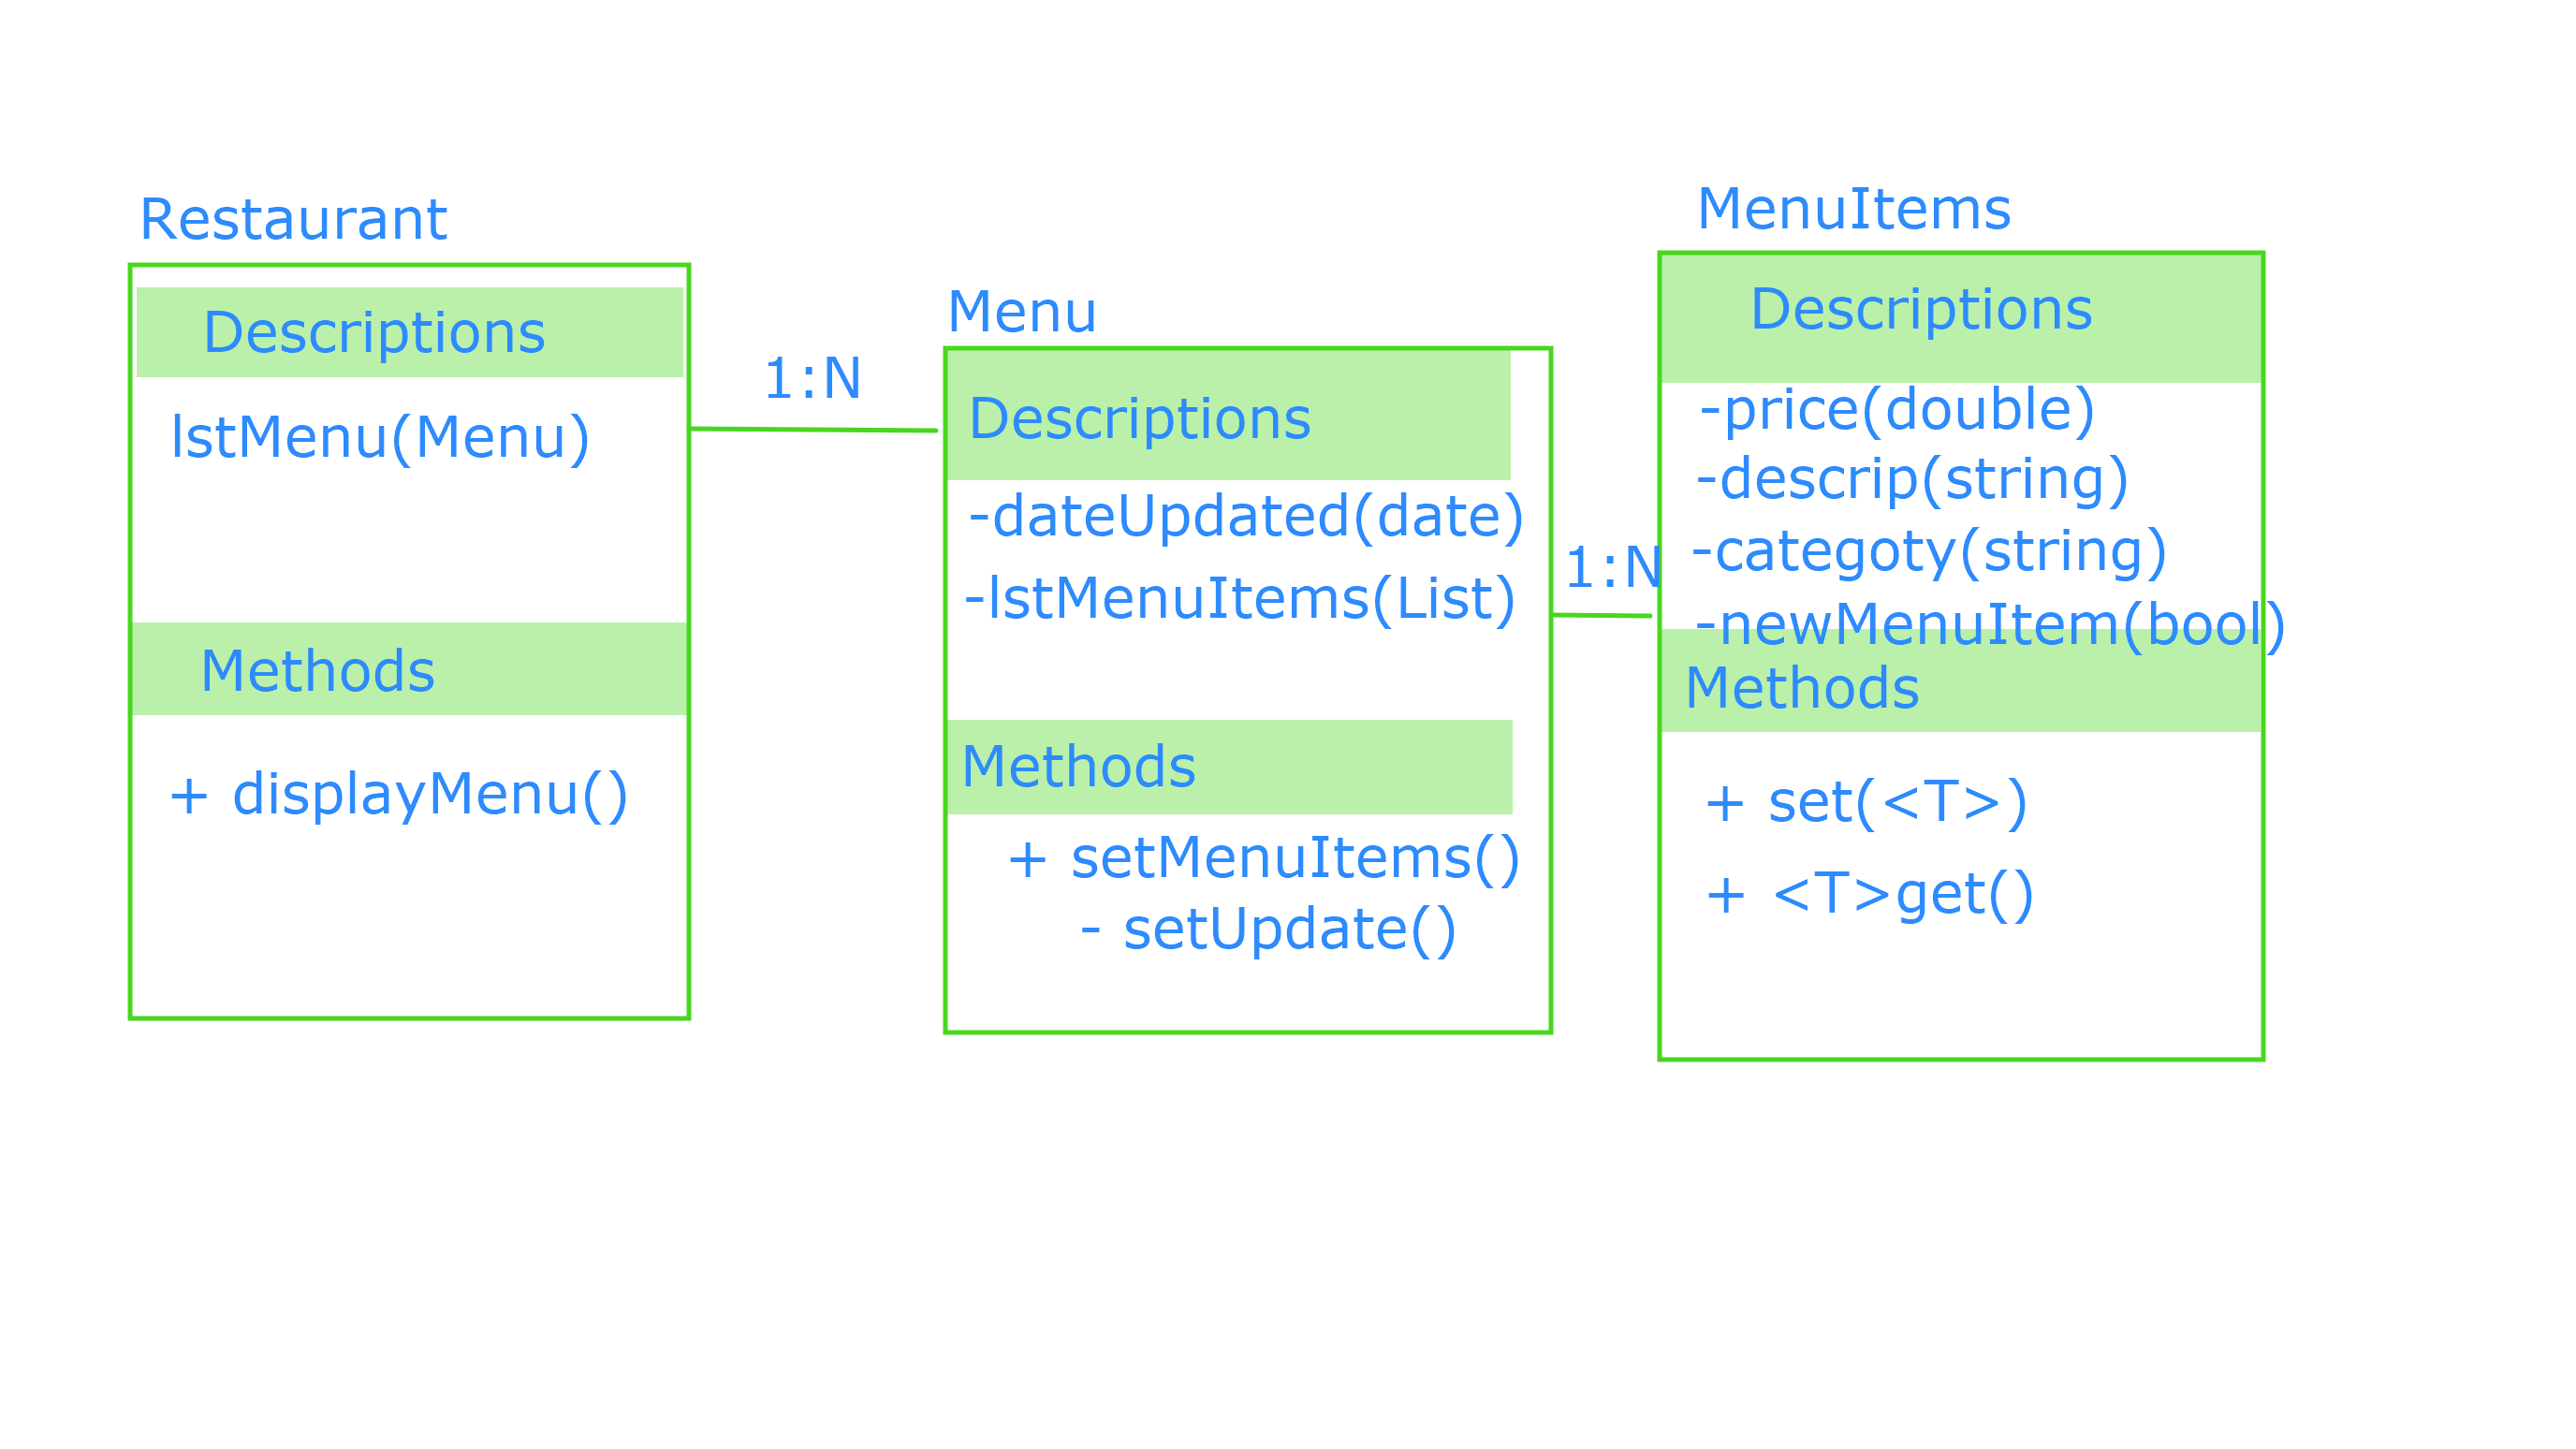 Restaurant
Descriptions
lstMenu(Menu)
Methods
+ displayMenu()
1:N
Menu
Descriptions
-dateUpdated(date)
-lstMenuItems(List)
Methods
+ setMenuItems()
- setUpdate()
1:N
MenuItems
Descriptions
-price(double)
-descrip(string)
-categoty(string)
-newMenuItem(bool)
Methods
+ set(<T>)
+ <T>get()